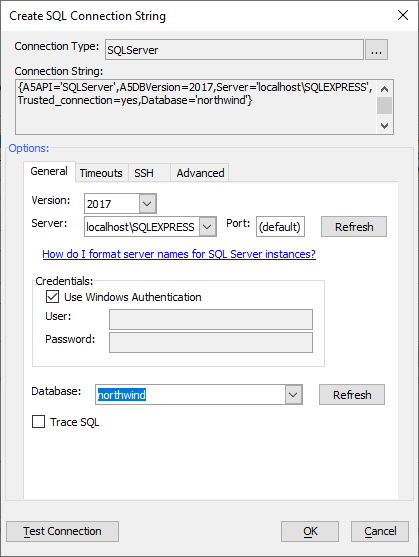 Create SQL Connection String
Connection Type: SQLServer ...
Connection String:
{A5API='SQLServer',A5DBVersion=2017,Server='localhost\SQLEXPRESS',
Trusted_connection=yes,Database='northwind'}
Options:
General Timeouts SSH Advanced
Version: 2017
Server: localhost\SQLEXPRESS Port: (default) Refresh
How do I format server names for SQL Server instances?
Credentials:
Use Windows Authentication
User:
Password:
Database: northwind Refresh
Trace SQL
Test Connection OK Cancel